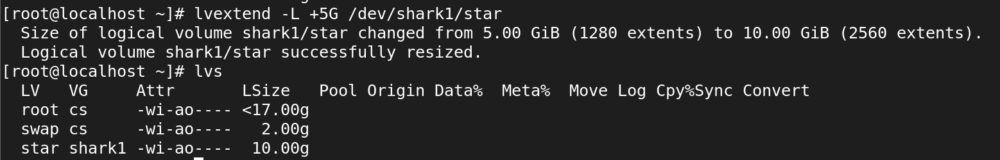 [root@localhost ~]# lvextend -L +5G /dev/shark1/star
  Size of logical volume shark1/star changed from 5.00 GiB (1280 extents) to 10.00 GiB (2560 extents).
  Logical volume shark1/star successfully resized.
[root@localhost ~]# lvs
  LV   VG     Attr       LSize   Pool Origin Data%  Meta%  Move Log Cpy%Sync Convert
  root cs     -wi-ao---- <17.00g
  swap cs     -wi-ao----   2.00g
  star shark1 -wi-ao----  10.00g